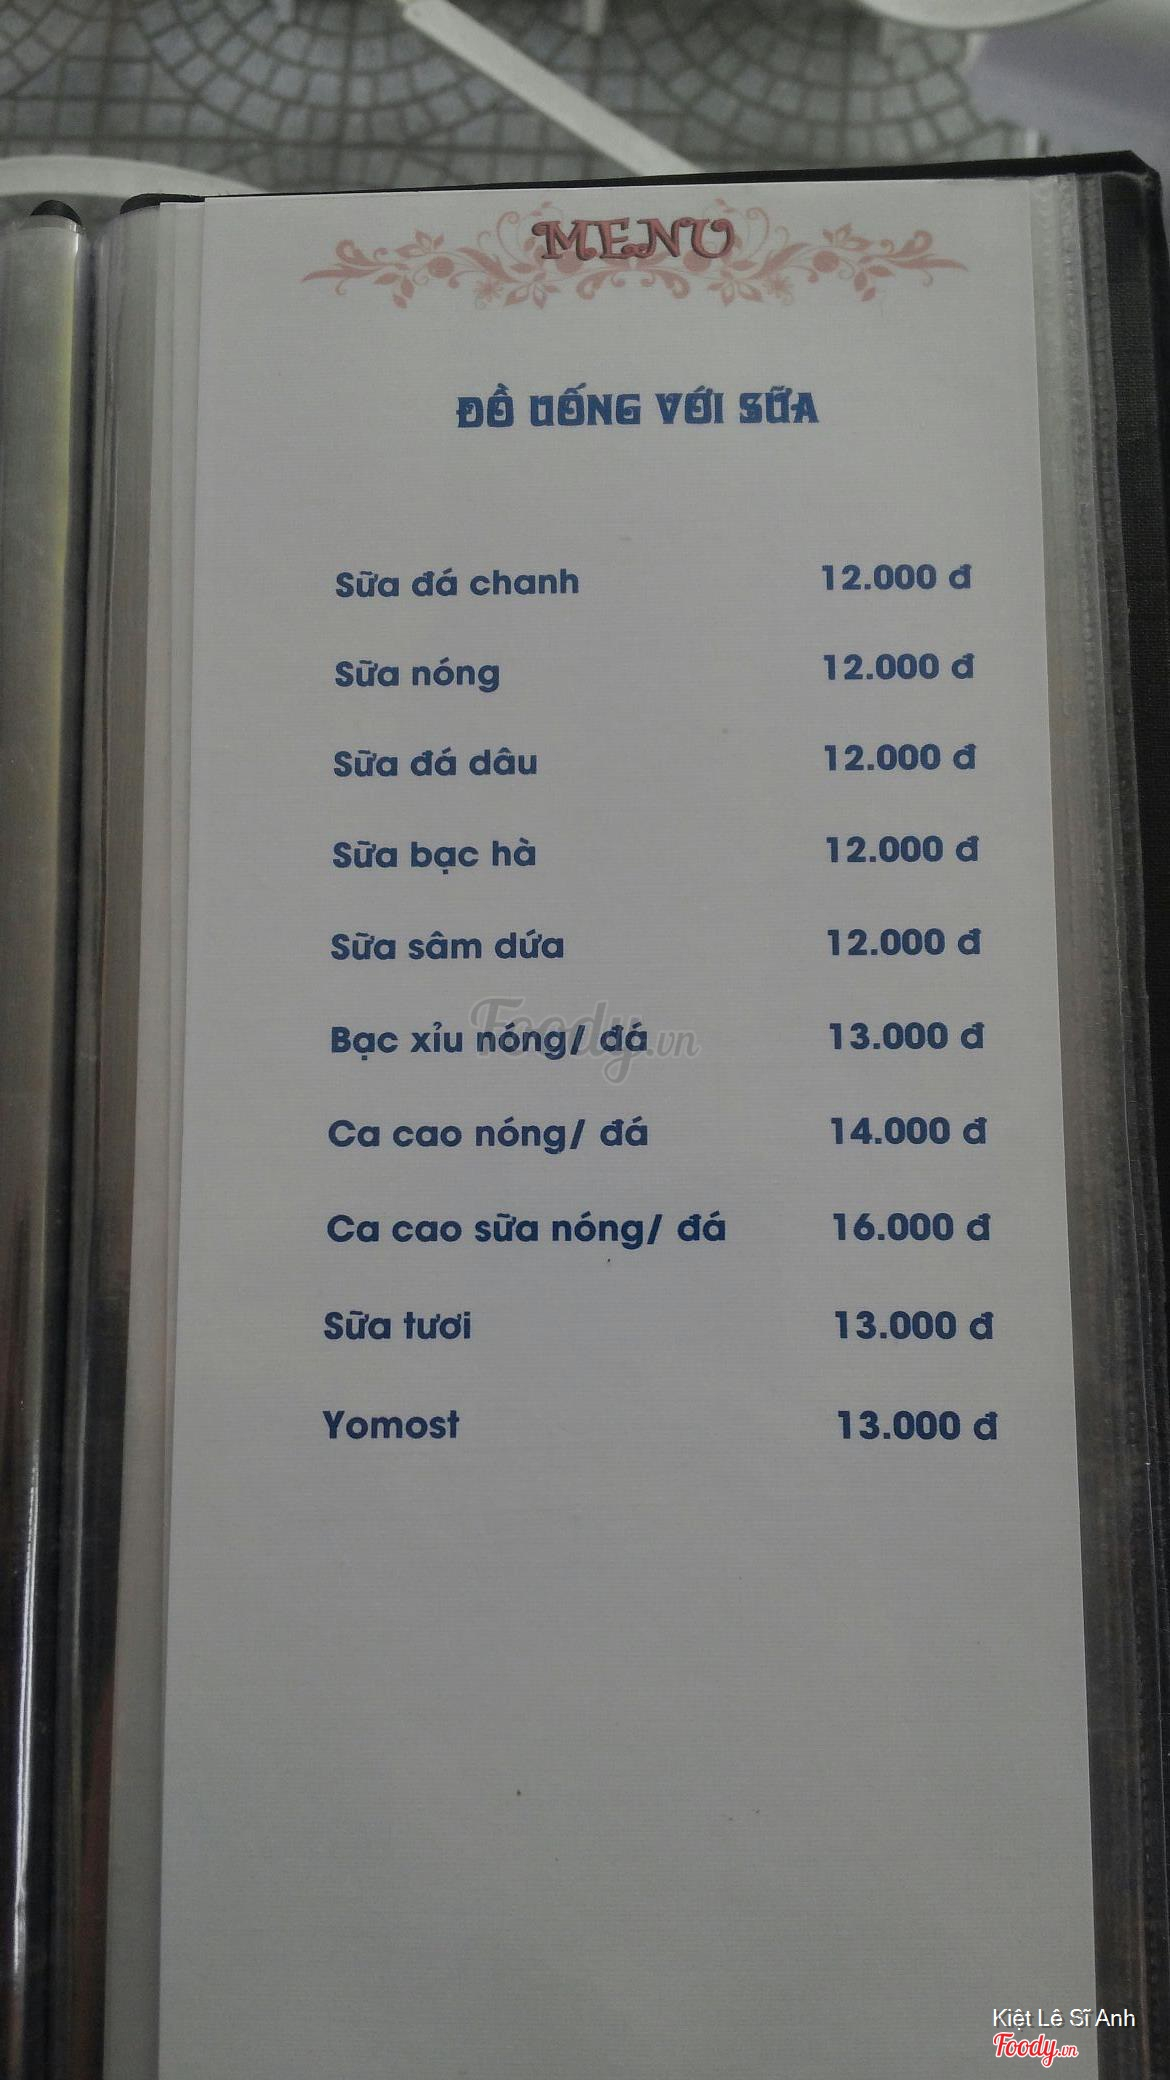 MENU
ĐỒ UỐNG VỚI SỮA
Sữa đá chanh 12.000 đ
Sữa nóng 12.000 đ
Sữa đá dâu 12.000 đ
Sữa bạc hà 12.000 đ
Sữa sâm dứa 12.000 đ
Bạc xỉu nóng/ đá 13.000 đ
Foody.vn
Ca cao nóng/ đá 14.000 đ
Ca cao sữa nóng/ đá 16.000 đ
Sữa tươi 13.000 đ
Yomost 13.000 đ
Kiệt Lê Sĩ Anh
Foody.vn